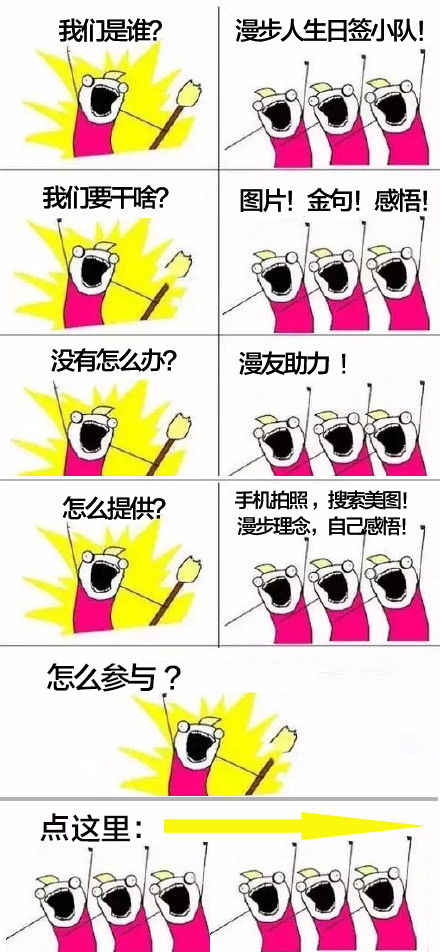 我们是谁?
漫步人生日签小队!
我们要干啥?
图片! 金句! 感悟!
没有怎么办?
漫友助力 !
怎么提供?
手机拍照 , 搜索美图!
漫步理念, 自己感悟!
怎么参与 ?
点这里: